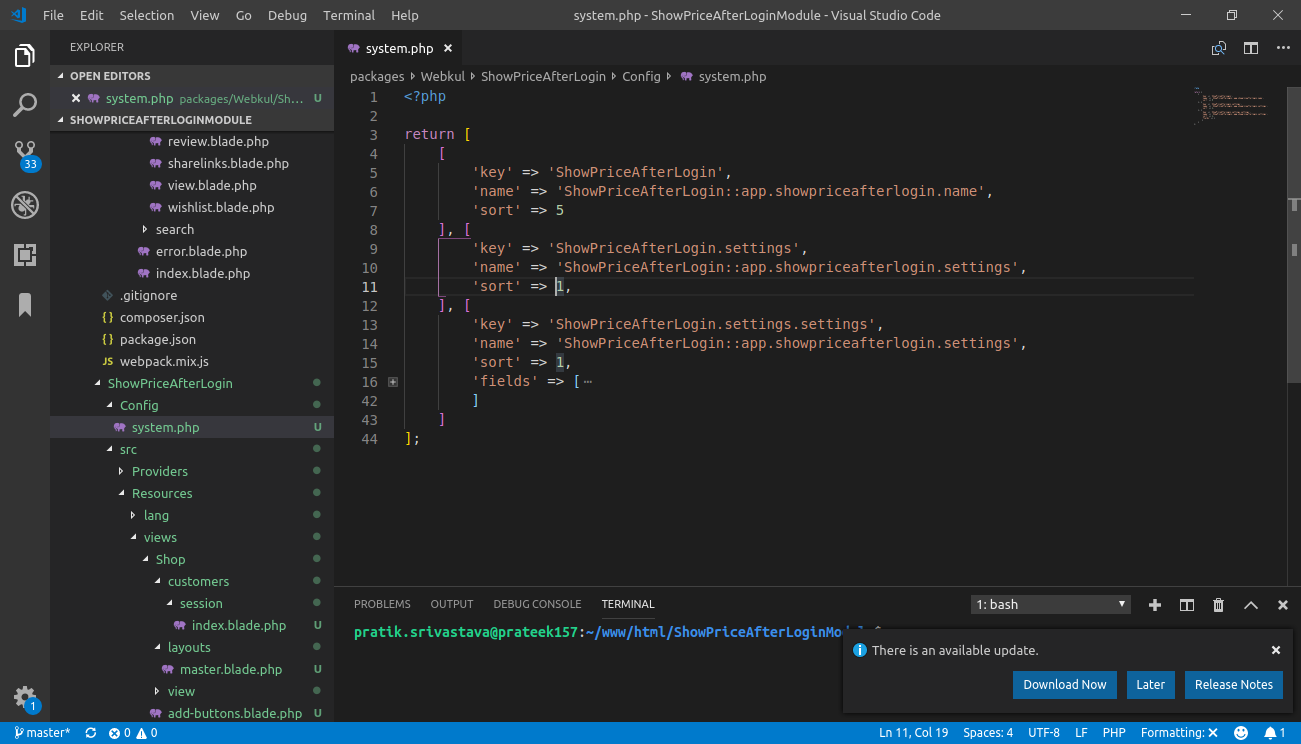 File Edit Selection View Go Debug Terminal Help
system.php - ShowPriceAfterLoginModule - Visual Studio Code
EXPLORER
OPEN EDITORS
system.php packages/Webkul/Sh... U
SHOWPRICEAFTERLOGINMODULE
review.blade.php
sharelinks.blade.php
33
view.blade.php
wishlist.blade.php
search
error.blade.php
index.blade.php
.gitignore
{} composer.json
{} package.json
JS webpack.mix.js
ShowPriceAfterLogin
Config
system.php U
src
Providers
Resources
lang
views
Shop
customers
session
index.blade.php U
layouts
master.blade.php U
view
1
add-buttons.blade.php U
system.php
packages Webkul ShowPriceAfterLogin Config system.php
1 <?php
2
3 return [
4 [
5 'key' => 'ShowPriceAfterLogin',
6 'name' => 'ShowPriceAfterLogin::app.showpriceafterlogin.name',
7 'sort' => 5
8 ], [
9 'key' => 'ShowPriceAfterLogin.settings',
10 'name' => 'ShowPriceAfterLogin::app.showpriceafterlogin.settings',
11 'sort' => 1,
12 ], [
13 'key' => 'ShowPriceAfterLogin.settings.settings',
14 'name' => 'ShowPriceAfterLogin::app.showpriceafterlogin.settings',
15 'sort' => 1,
16 'fields' => [⋯
42 ]
43 ]
44 ];
PROBLEMS OUTPUT DEBUG CONSOLE TERMINAL
1: bash
pratik.srivastava@prateek157:~/www/html/ShowPriceAfterLoginModul
There is an available update.
Download Now Later Release Notes
master* 0 0
Ln 11, Col 19 Spaces: 4 UTF-8 LF PHP Formatting: ✕ 1